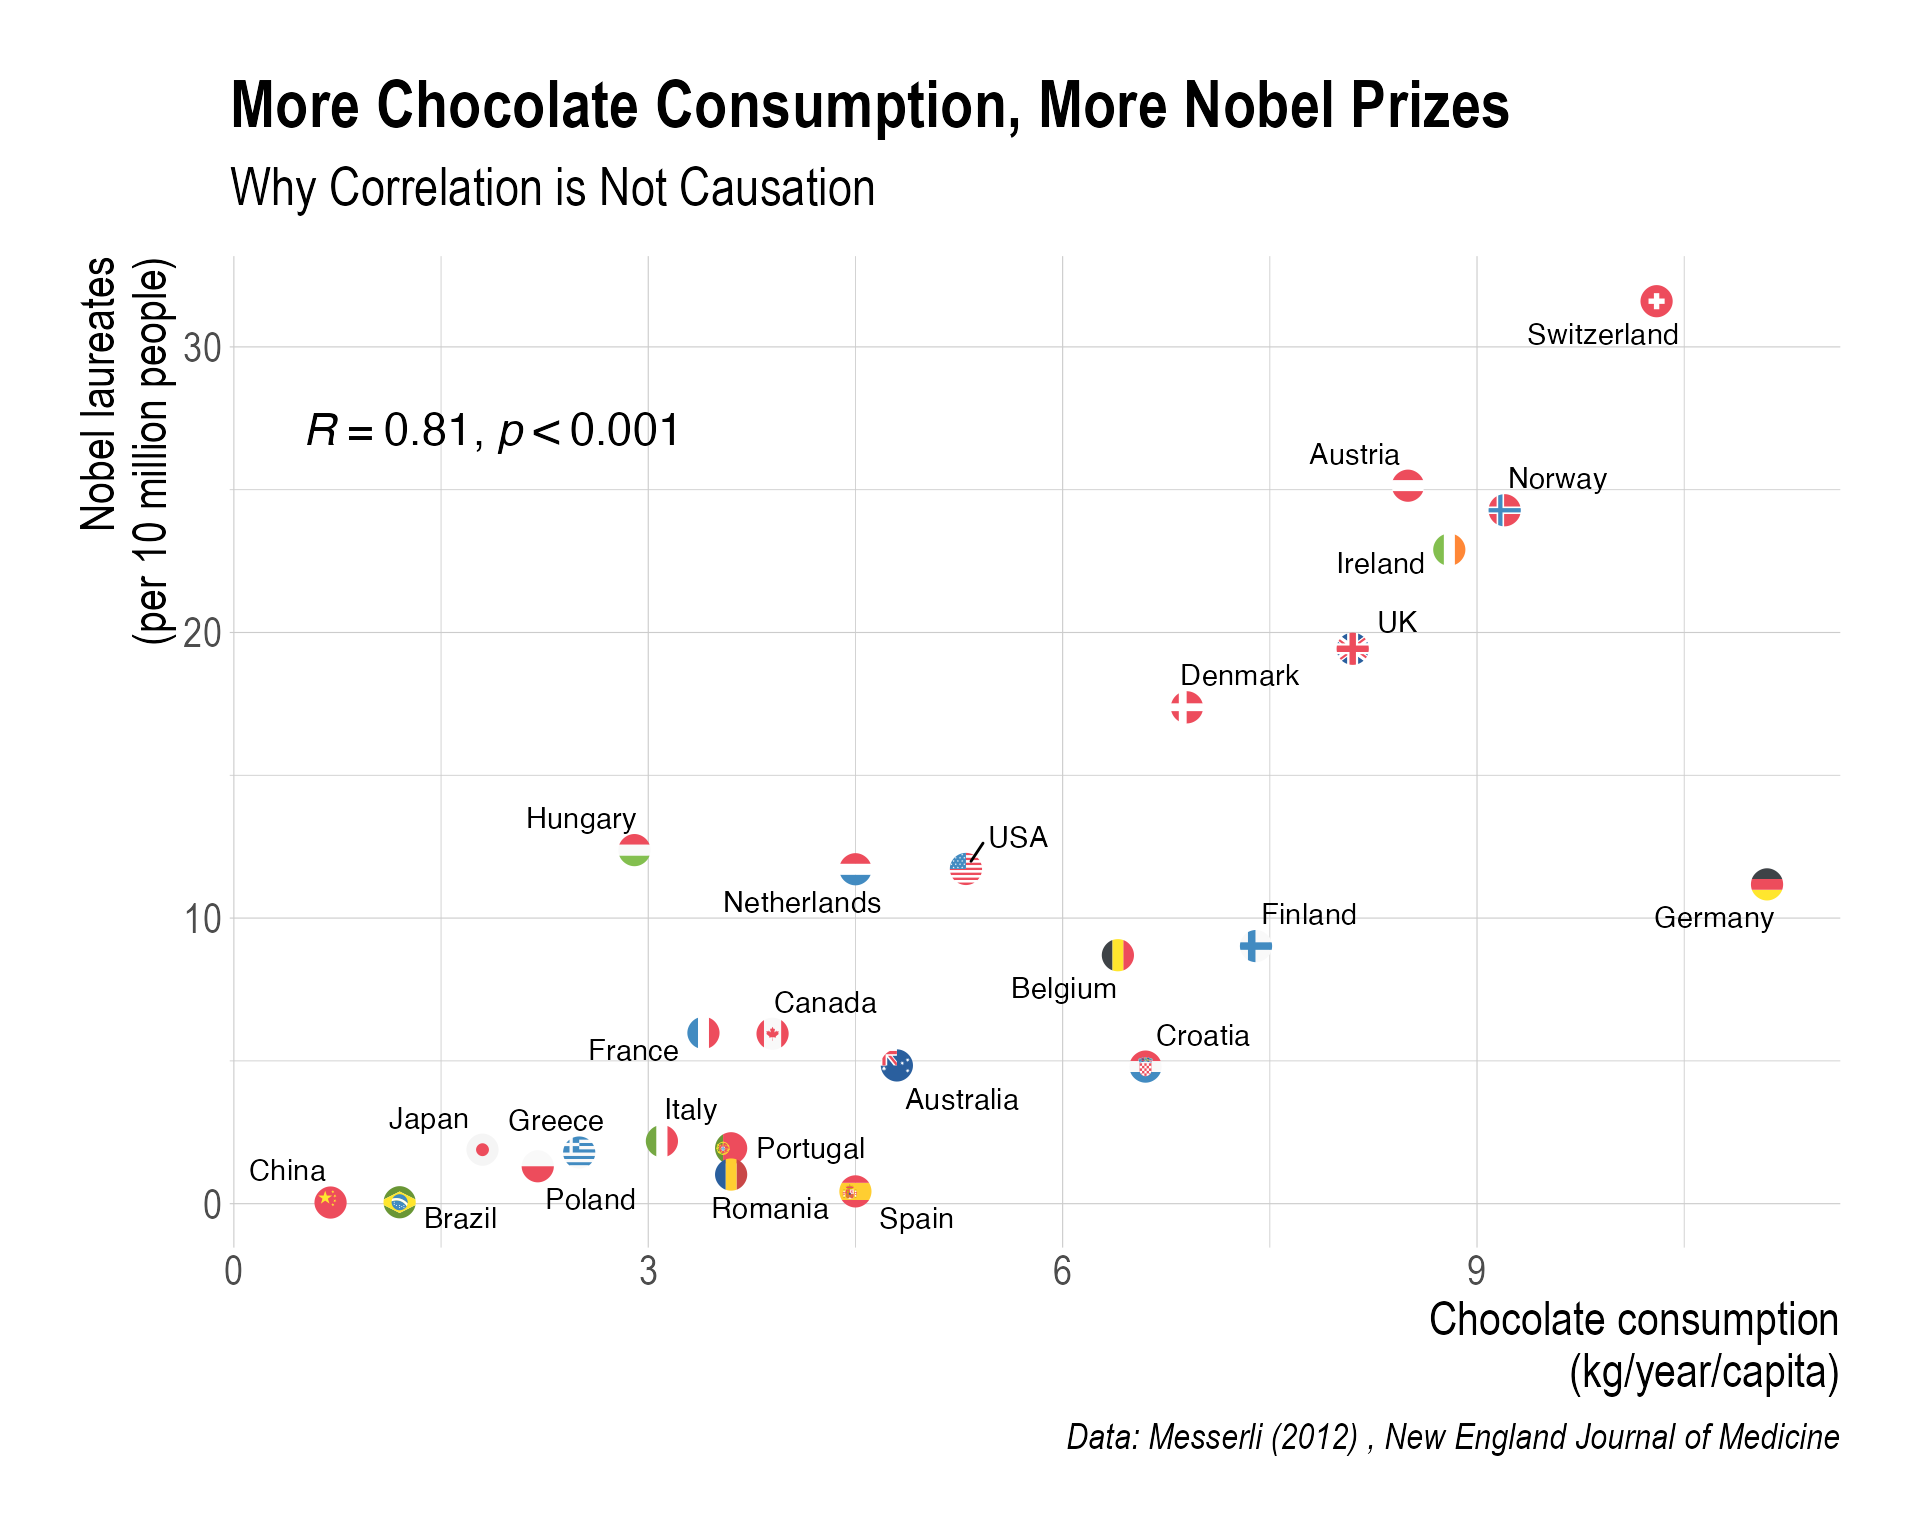 More Chocolate Consumption, More Nobel Prizes
Why Correlation is Not Causation
Nobel laureates
(per 10 million people)
30
20
10
0
R = 0.81, p < 0.001
Switzerland
Austria
Norway
Ireland
UK
Denmark
Hungary
USA
Netherlands
Germany
Finland
Belgium
Canada
France
Croatia
Australia
Italy
Japan
Greece
Portugal
China
Poland
Romania
Brazil
Spain
0
3
6
9
Chocolate consumption
(kg/year/capita)
Data: Messerli (2012) , New England Journal of Medicine